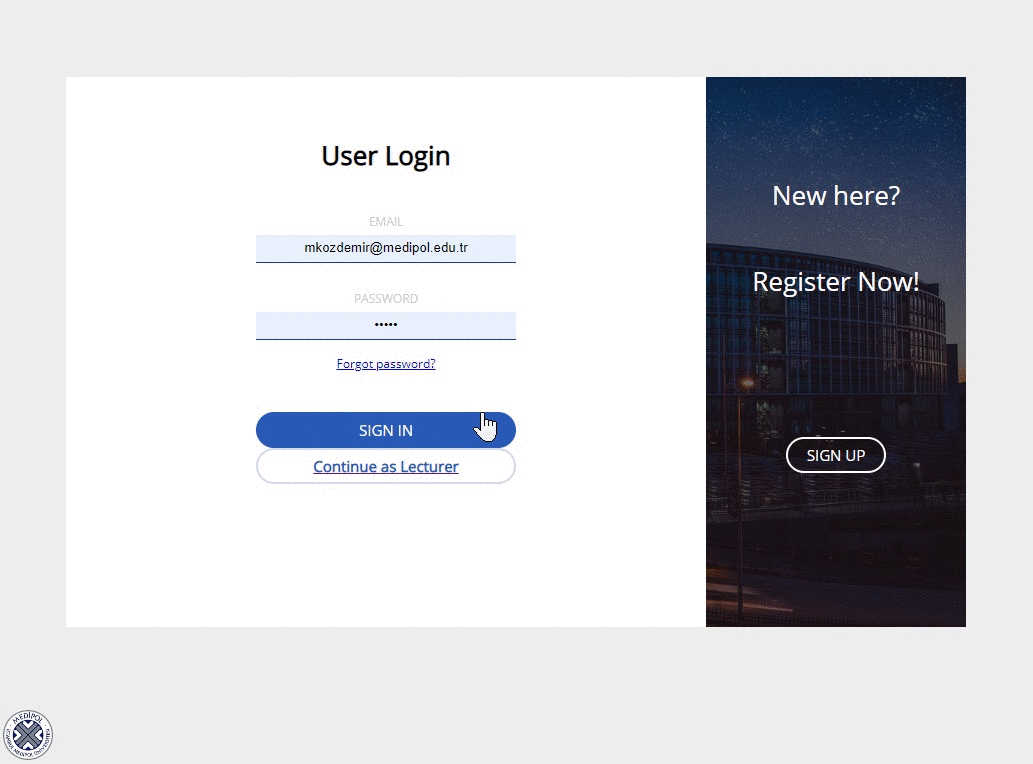 User Login
EMAIL
mkozdemir@medipol.edu.tr
PASSWORD
•••••
Forgot password?
SIGN IN
Continue as Lecturer
New here?
Register Now!
SIGN UP
MEDİPOL